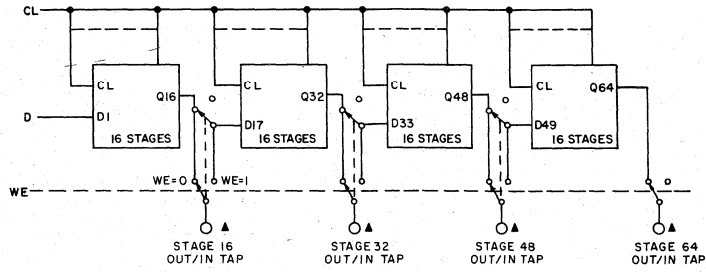 CL
CL
CL
CL
CL
Q16
Q32
Q48
Q64
D
D1
D17
D33
D49
16 STAGES
16 STAGES
16 STAGES
16 STAGES
WE=0
WE=1
WE
STAGE 16
OUT/IN TAP
STAGE 32
OUT/IN TAP
STAGE 48
OUT/IN TAP
STAGE 64
OUT/IN TAP